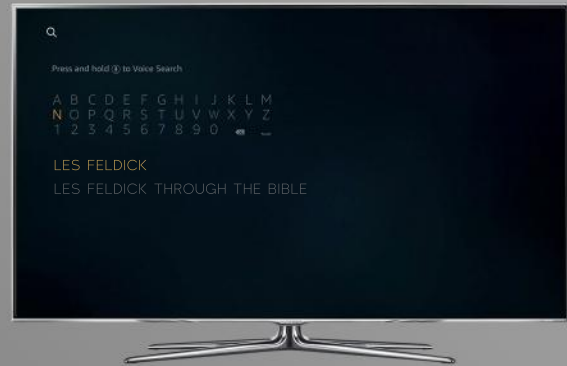 Press and hold to Voice Search
A B C D E F G H I J K L M
N O P Q R S T U V W X Y Z
1 2 3 4 5 6 7 8 9 0
LES FELDICK
LES FELDICK THROUGH THE BIBLE